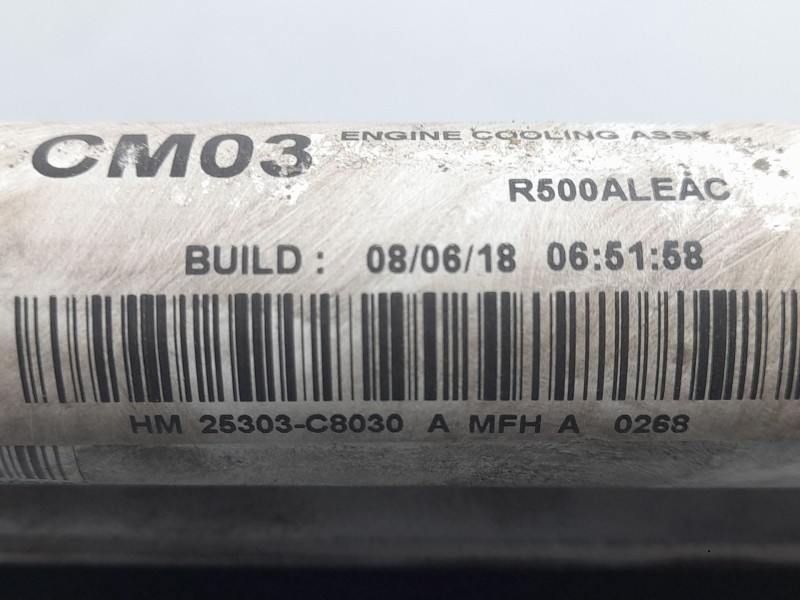 CM03 ENGINE COOLING ASSY
R500ALEAC
BUILD : 08/06/18 06:51:58
HM 25303-C8030 A MFH A 0268